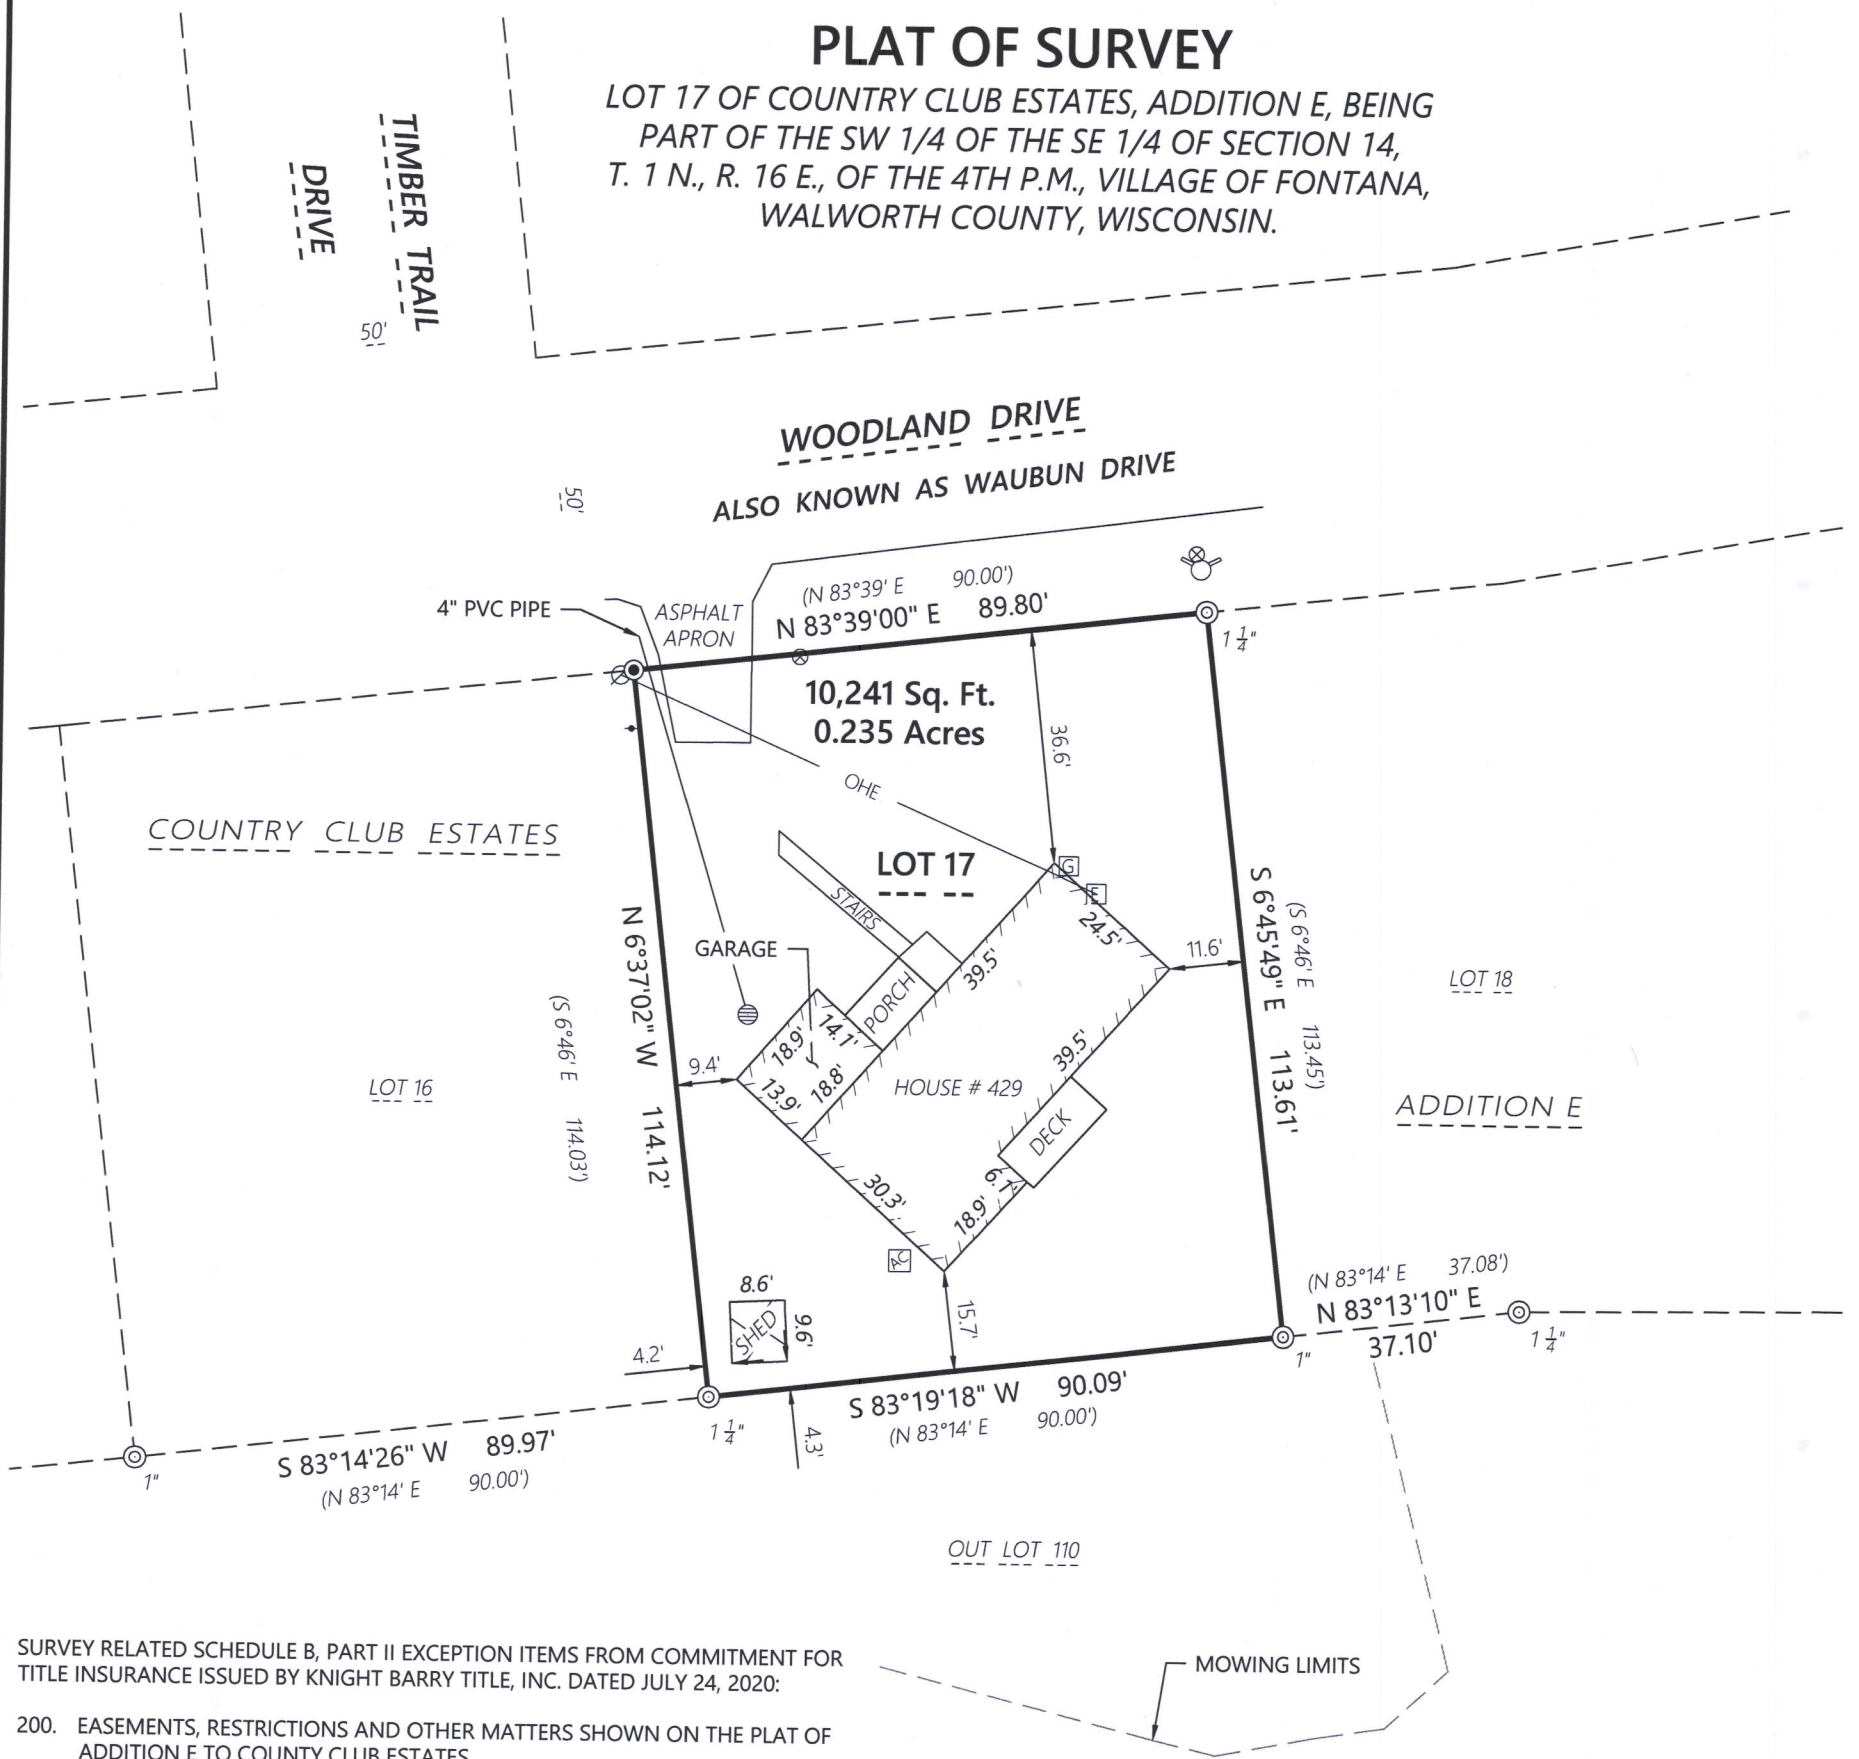 PLAT OF SURVEY
LOT 17 OF COUNTRY CLUB ESTATES, ADDITION E, BEING
PART OF THE SW 1/4 OF THE SE 1/4 OF SECTION 14,
T. 1 N., R. 16 E., OF THE 4TH P.M., VILLAGE OF FONTANA,
WALWORTH COUNTY, WISCONSIN.
TIMBER TRAIL
DRIVE
50'
WOODLAND DRIVE
ALSO KNOWN AS WAUBUN DRIVE
50'
4" PVC PIPE
ASPHALT
APRON
(N 83°39' E 90.00')
N 83°39'00" E 89.80'
1 1/4"
10,241 Sq. Ft.
0.235 Acres
36.6'
OHE
COUNTRY CLUB ESTATES
LOT 17
G
E
STAIRS
24.5'
GARAGE
39.5'
11.6'
PORCH
N 6°37'02" W 114.12'
(S 6°46' E 114.03')
S 6°45'49" E 113.61'
(S 6°46' E 113.45')
LOT 18
18.9'
14.1'
9.4'
13.9'
18.8'
39.5'
HOUSE # 429
LOT 16
ADDITION E
DECK
6.7'
30.3'
18.9'
AC
8.6'
SHED
9.6'
15.7'
(N 83°14' E 37.08')
N 83°13'10" E
37.10'
1 1/4"
1"
4.2'
S 83°19'18" W 90.09'
(N 83°14' E 90.00')
1 1/4"
4.3'
S 83°14'26" W 89.97'
(N 83°14' E 90.00')
1"
OUT LOT 110
MOWING LIMITS
SURVEY RELATED SCHEDULE B, PART II EXCEPTION ITEMS FROM COMMITMENT FOR
TITLE INSURANCE ISSUED BY KNIGHT BARRY TITLE, INC. DATED JULY 24, 2020:
200. EASEMENTS, RESTRICTIONS AND OTHER MATTERS SHOWN ON THE PLAT OF
ADDITION E TO COUNTY CLUB ESTATES